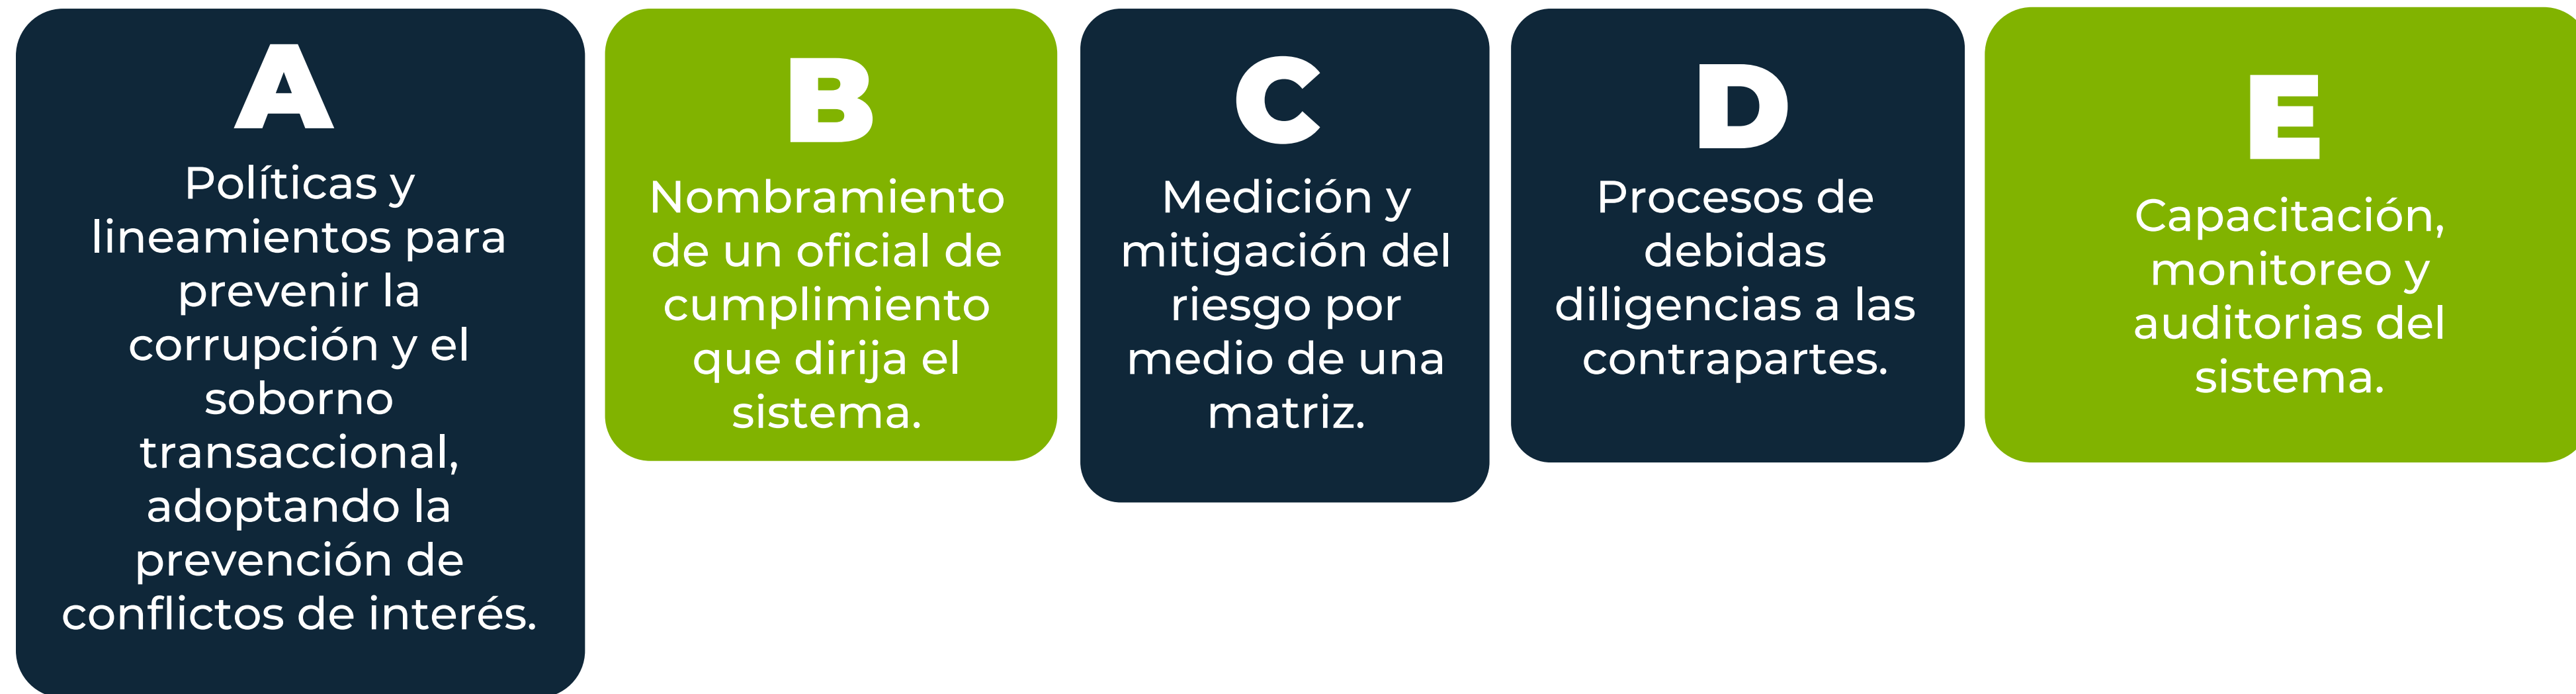 A
Políticas y
lineamientos para
prevenir la
corrupción y el
soborno
transaccional,
adoptando la
prevención de
conflictos de interés.
B
Nombramiento
de un oficial de
cumplimiento
que dirija el
sistema.
C
Medición y
mitigación del
riesgo por
medio de una
matriz.
D
Procesos de
debidas
diligencias a las
contrapartes.
E
Capacitación,
monitoreo y
auditorias del
sistema.